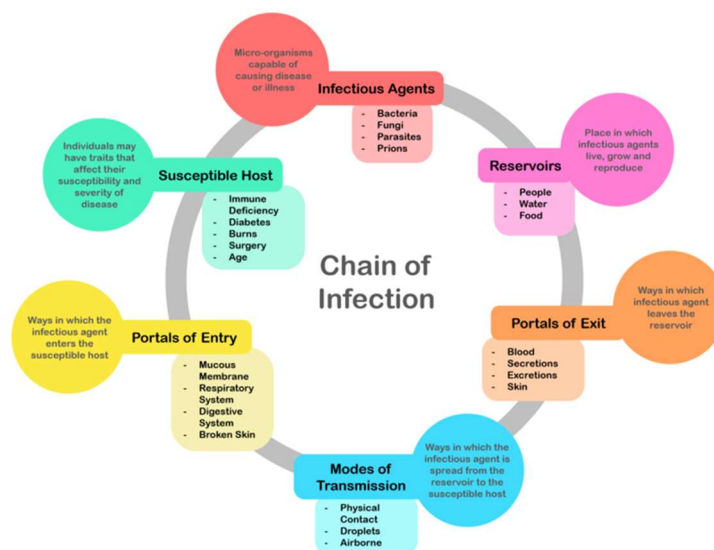 Micro-organisms
capable of
causing disease
or illness
Infectious Agents
- Bacteria
- Fungi
- Parasites
- Prions
Place in which
infectious agents
live, grow and
reproduce
Reservoirs
- People
- Water
- Food
Ways in which
infectious agent
leaves the
reservoir
Portals of Exit
- Blood
- Secretions
- Excretions
- Skin
Ways in which the
infectious agent is
spread from the
reservoir to the
susceptible host
Modes of
Transmission
- Physical
Contact
- Droplets
- Airborne
Ways in which the
infectious agent
enters the
susceptible host
Portals of Entry
- Mucous
Membrane
- Respiratory
System
- Digestive
System
- Broken Skin
Individuals may
have traits that
affect their
susceptibility and
severity of
disease
Susceptible Host
- Immune
Deficiency
- Diabetes
- Burns
- Surgery
- Age
Chain of
Infection